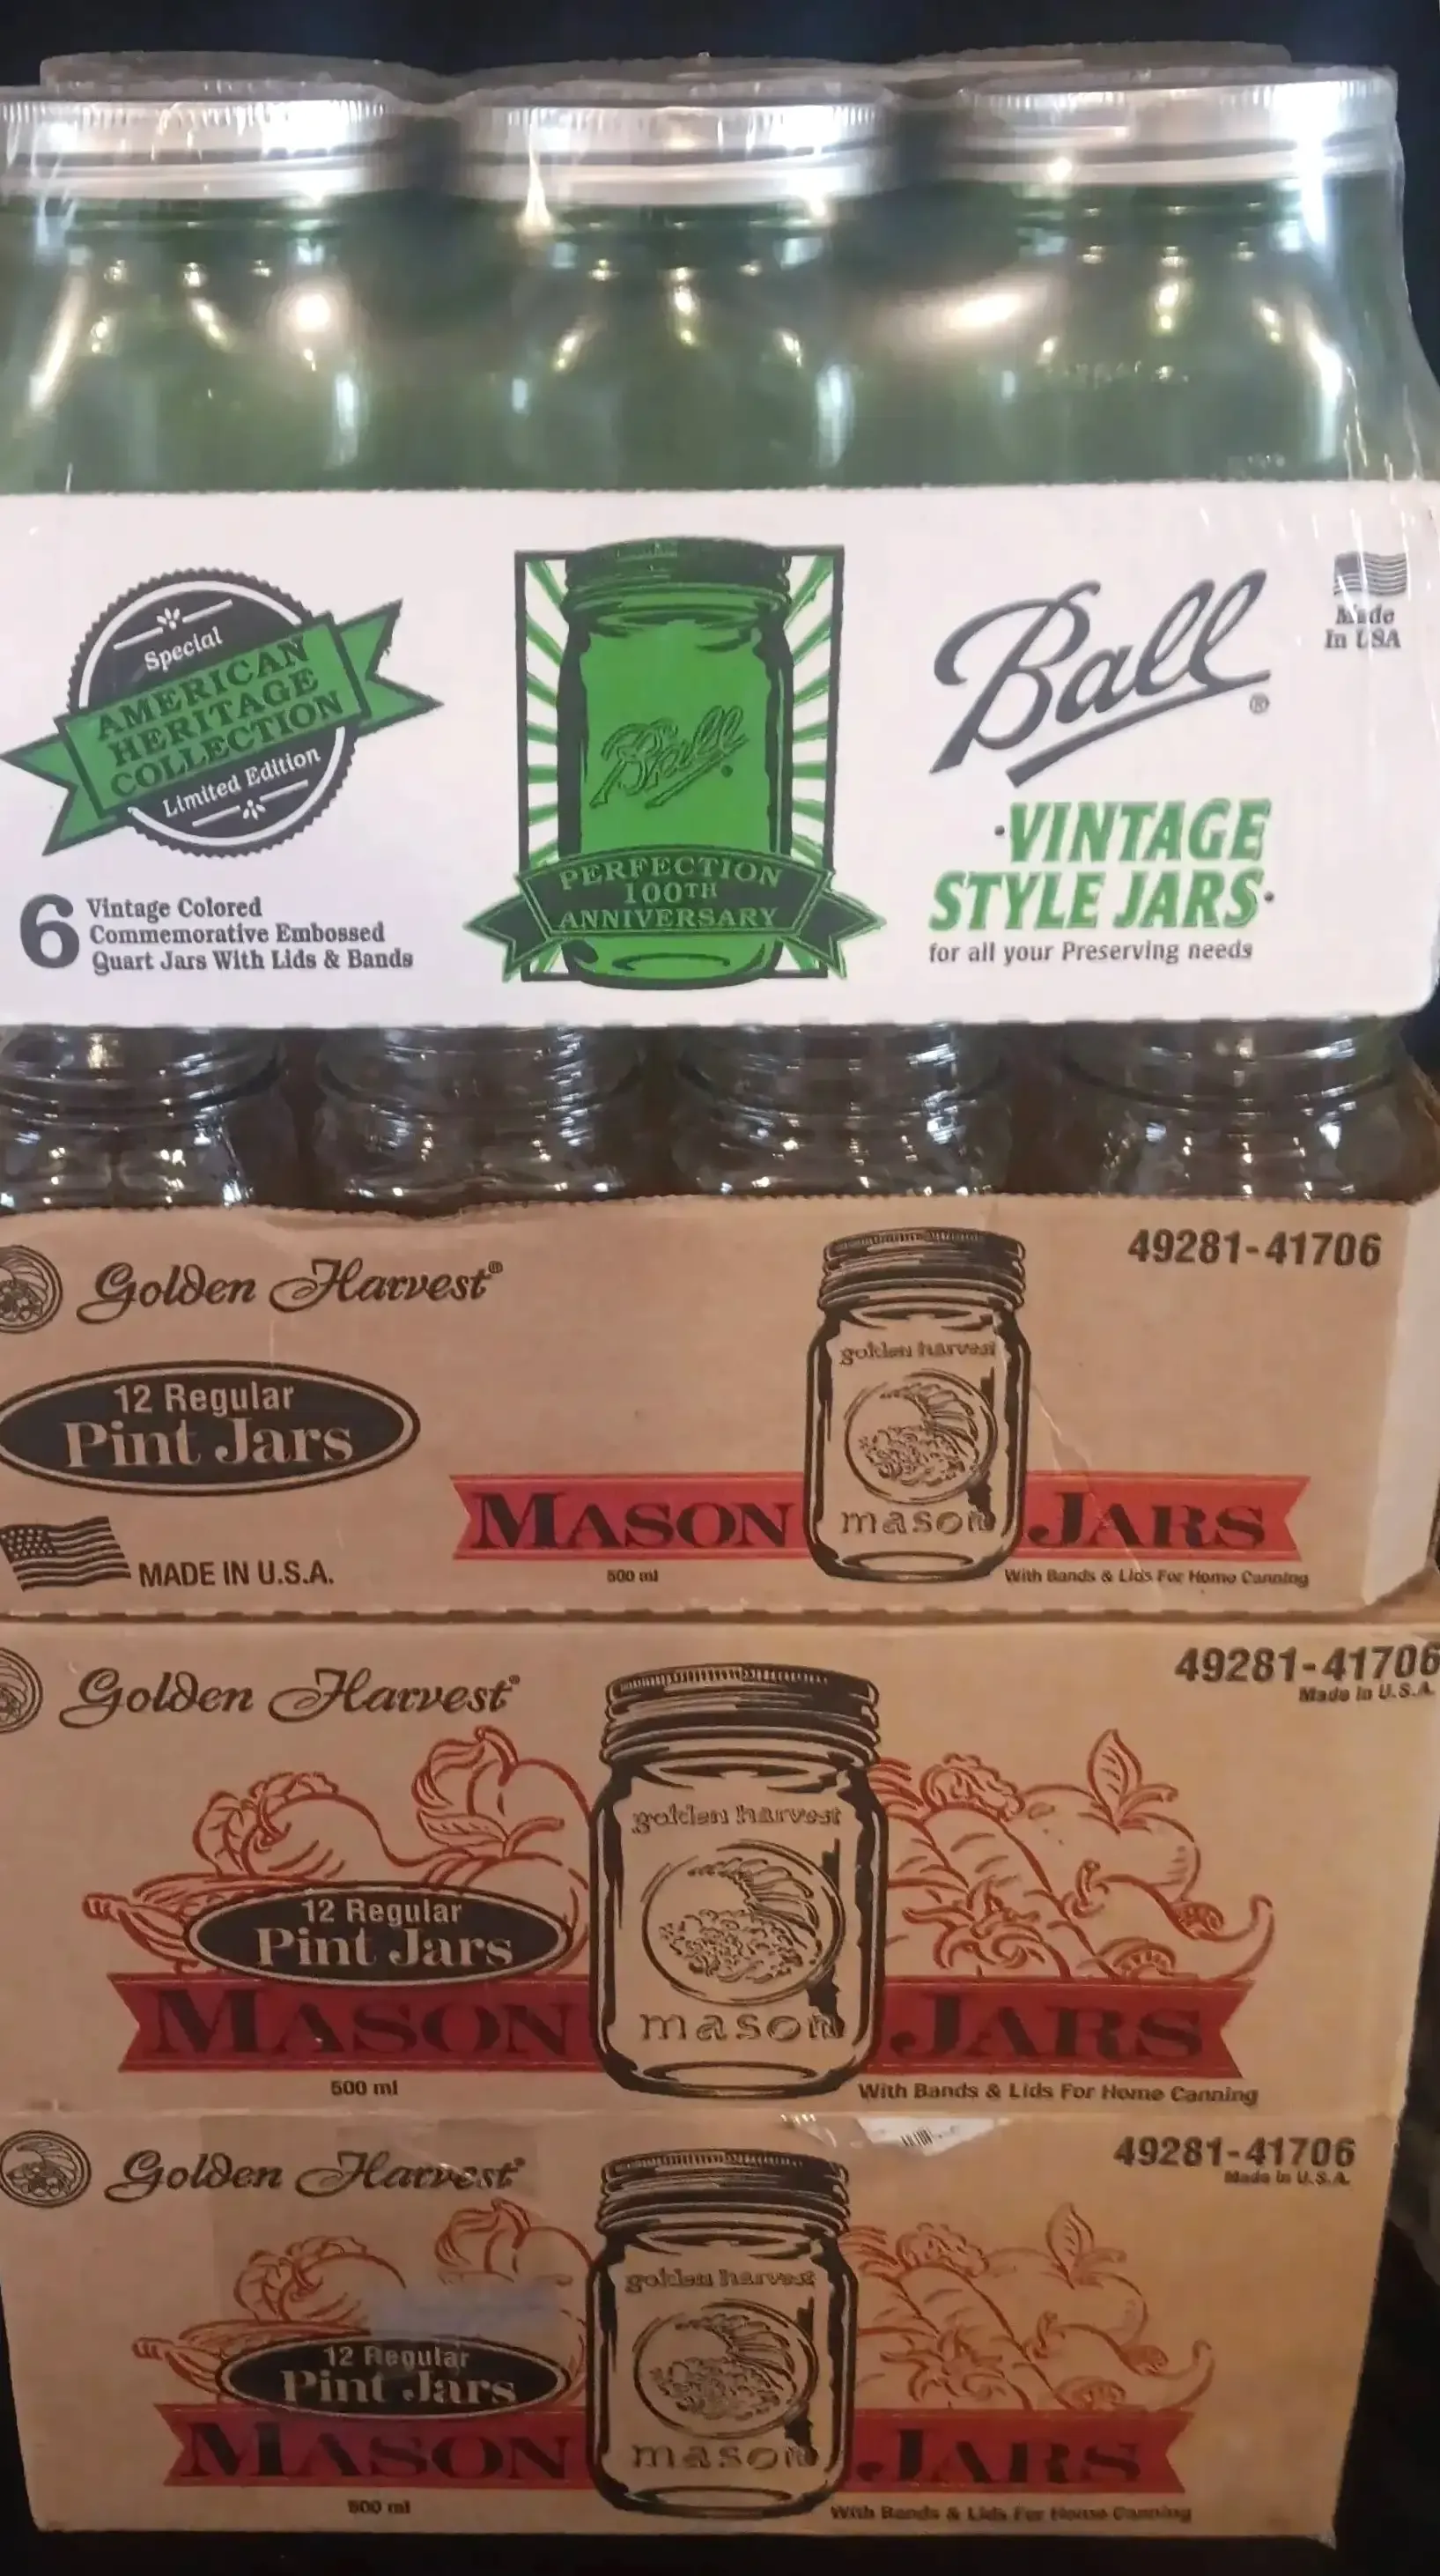 Special
AMERICAN
HERITAGE
COLLECTION
Limited Edition
6 Vintage Colored
Commemorative Embossed
Quart Jars With Lids & Bands
Ball
PERFECTION
100TH
ANNIVERSARY
Ball®
Made
In USA
·VINTAGE
STYLE JARS·
for all your Preserving needs
Golden Harvest®
49281-41706
12 Regular
Pint Jars
golden harvest
mason
MASON JARS
MADE IN U.S.A.
500 ml
With Bands & Lids For Home Canning
Golden Harvest®
49281-41706
Made in U.S.A.
golden harvest
12 Regular
Pint Jars
mason
MASON JARS
500 ml
With Bands & Lids For Home Canning
Golden Harvest®
49281-41706
Made in U.S.A.
golden harvest
12 Regular
Pint Jars
mason
MASON JARS
500 ml
With Bands & Lids For Home Canning